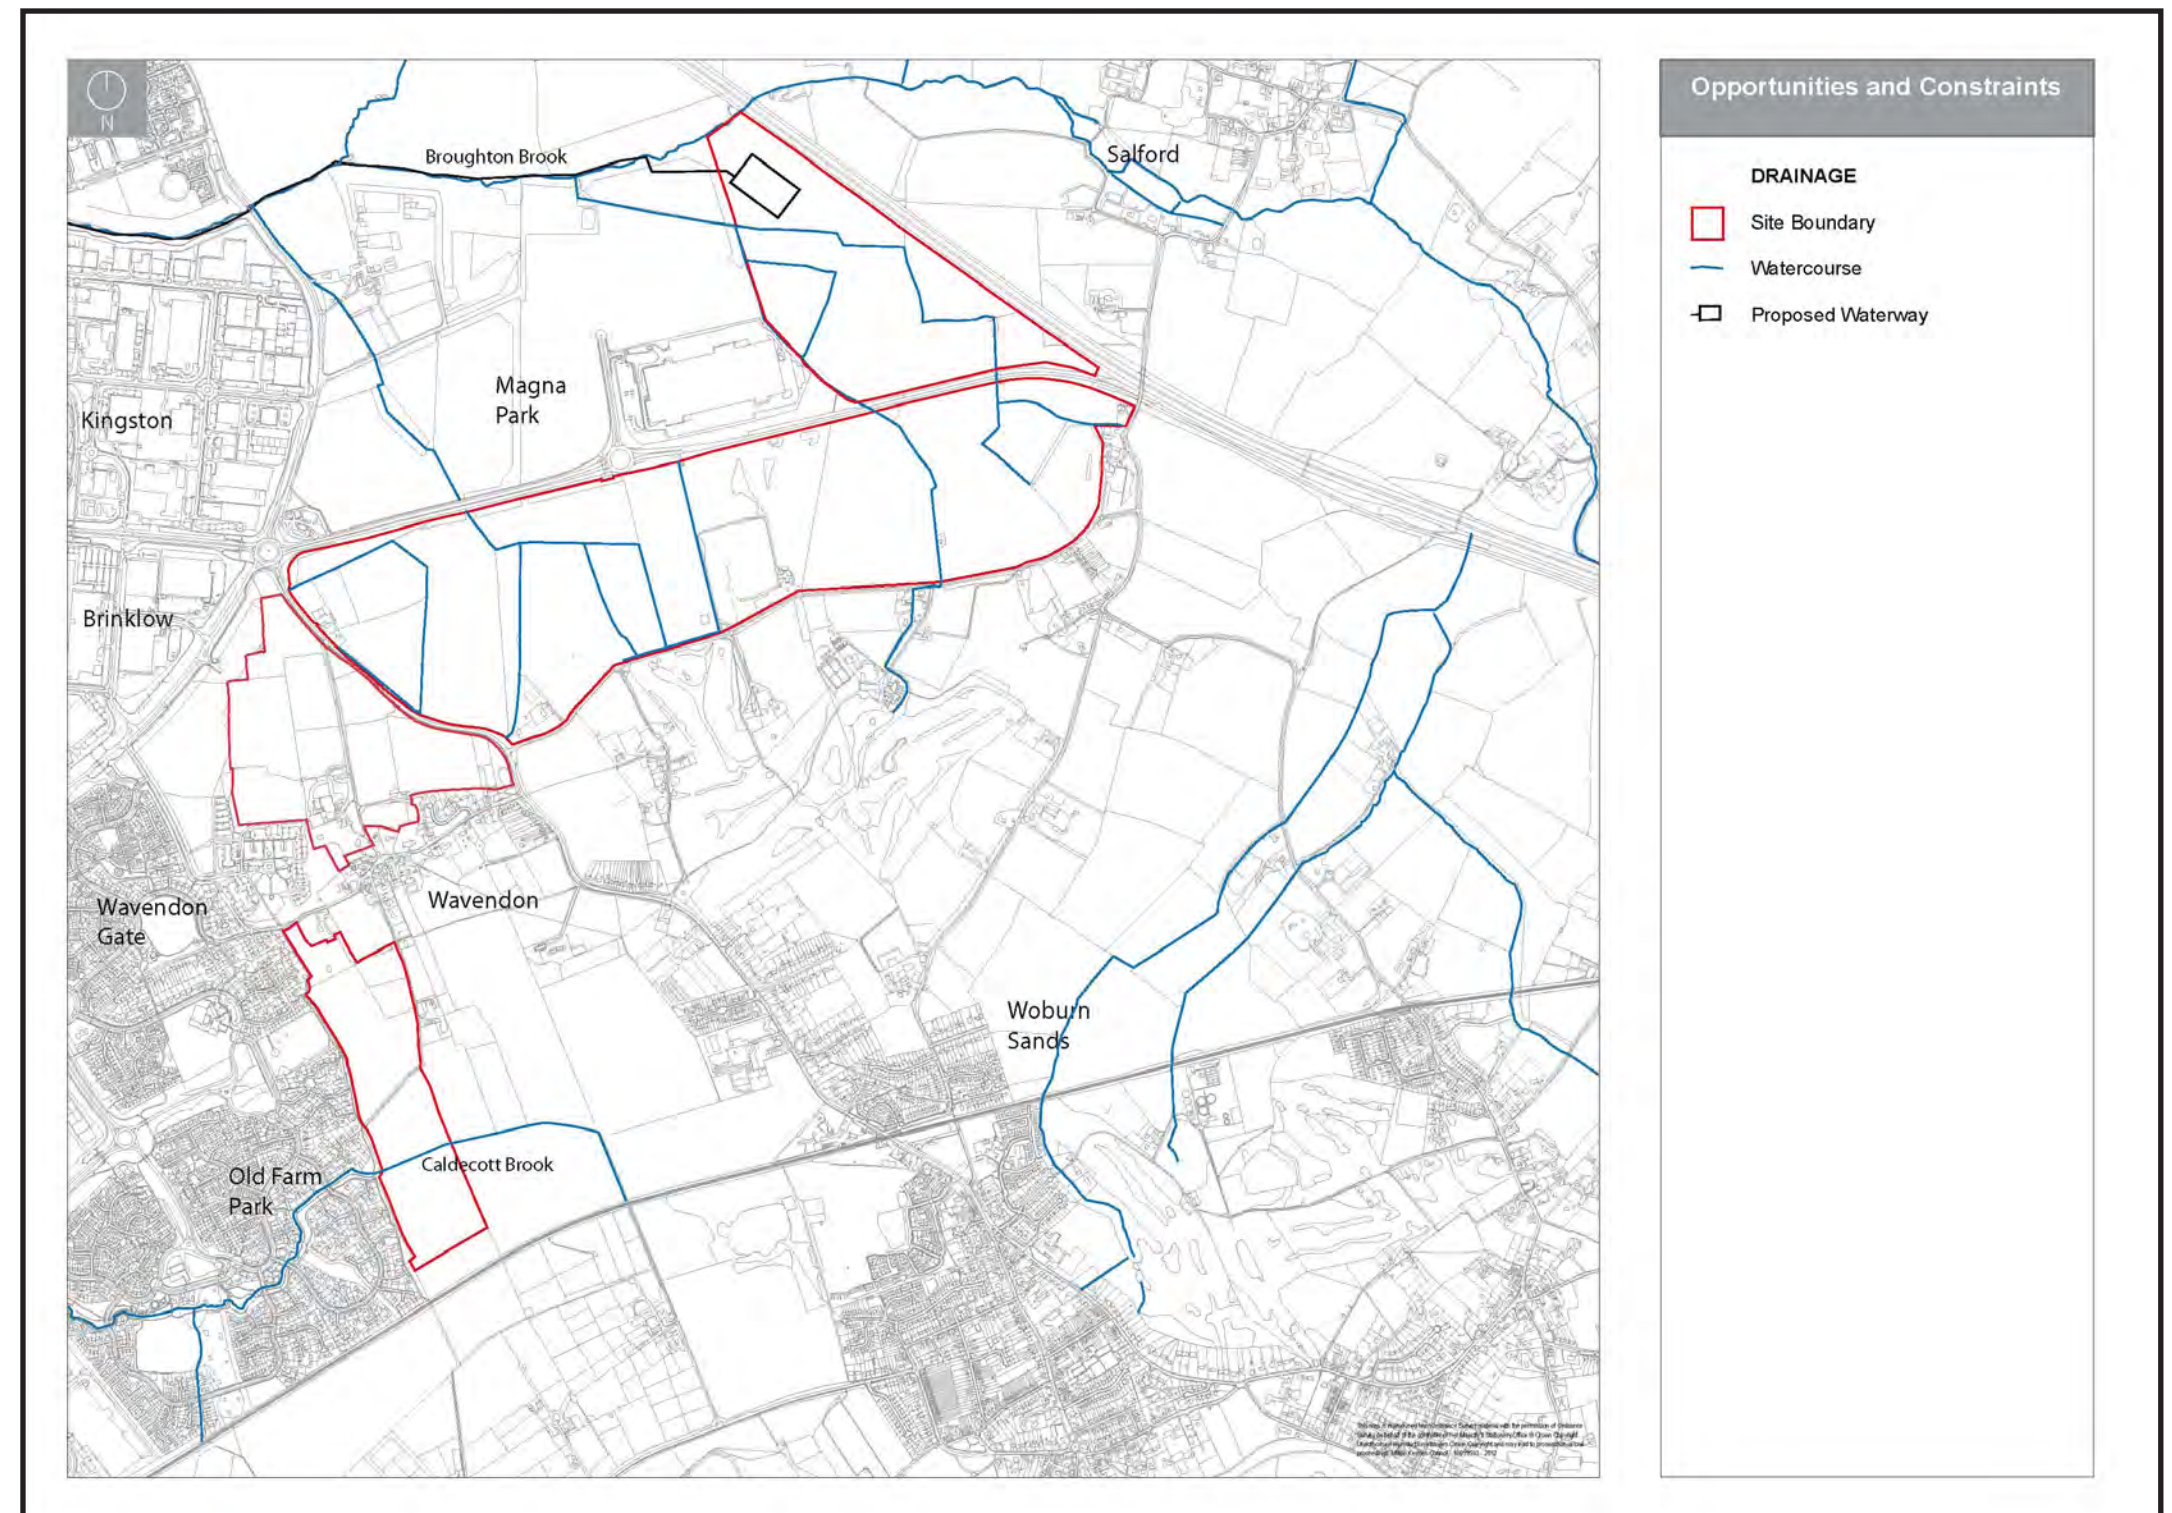 N
Broughton Brook
Salford
Magna
Park
Kingston
Brinklow
Wavendon
Gate
Wavendon
Woburn
Sands
Caldecott Brook
Old Farm
Park
Opportunities and Constraints
DRAINAGE
Site Boundary
Watercourse
Proposed Waterway